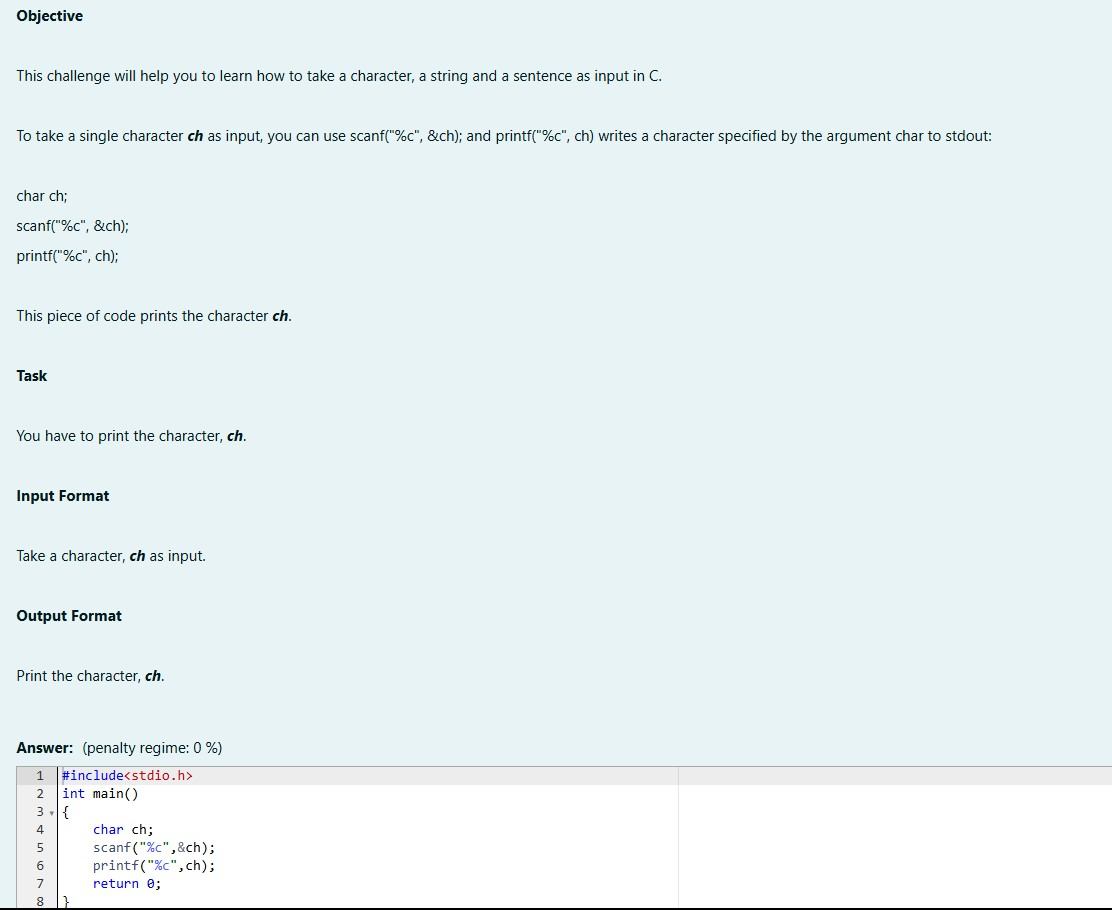 Objective
This challenge will help you to learn how to take a character, a string and a sentence as input in C.
To take a single character ch as input, you can use scanf("%c", &ch); and printf("%c", ch) writes a character specified by the argument char to stdout:
char ch;
scanf("%c", &ch);
printf("%c", ch);
This piece of code prints the character ch.
Task
You have to print the character, ch.
Input Format
Take a character, ch as input.
Output Format
Print the character, ch.
Answer: (penalty regime: 0 %)
1 #include<stdio.h>
2 int main()
3 {
4     char ch;
5     scanf("%c",&ch);
6     printf("%c",ch);
7     return 0;
8 }